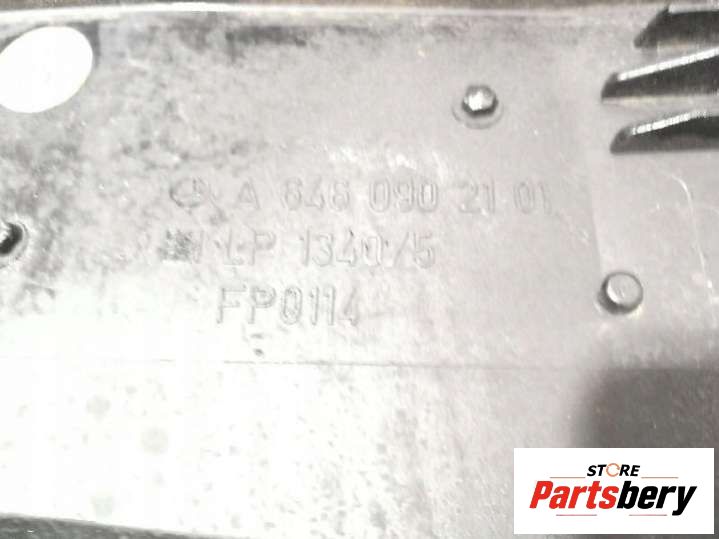 A 646 090 21 01
LP 1340/5
FP0114
STORE
Partsbery